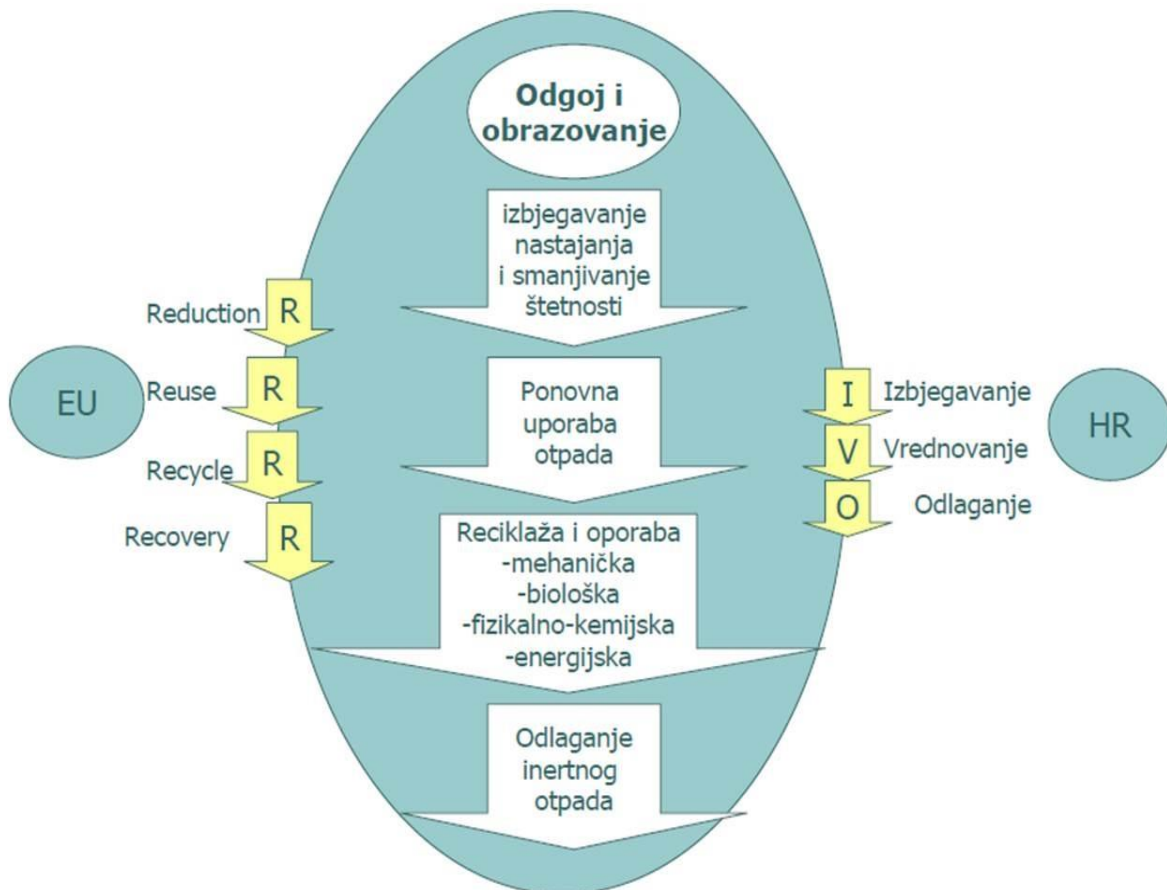 Odgoj i
obrazovanje
izbjegavanje
nastajanja
i smanjivanje
štetnosti
Reduction R
EU
Reuse R
Recycle R
Recovery R
Ponovna
uporaba
otpada
I Izbjegavanje
V Vrednovanje
O Odlaganje
HR
Reciklaža i oporaba
-mehanička
-biološka
-fizikalno-kemijska
-energijska
Odlaganje
inertnog
otpada